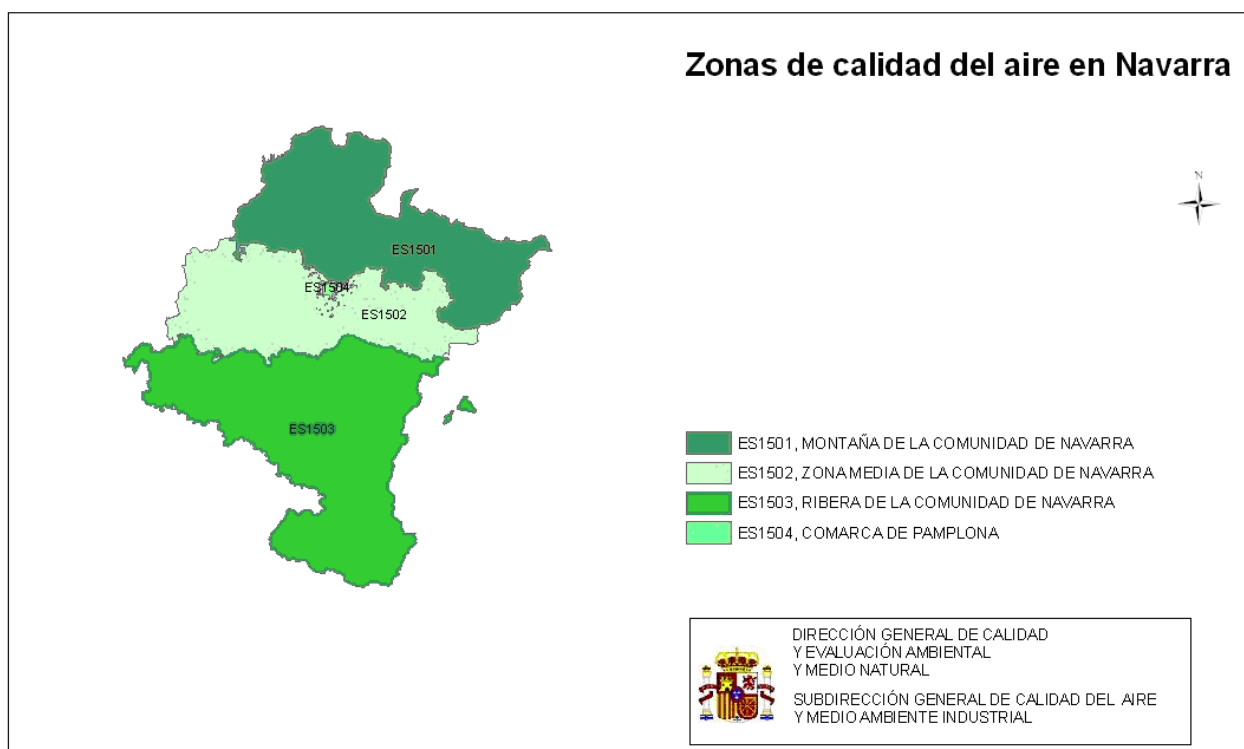 Zonas de calidad del aire en Navarra
N
ES1501
ES1504
ES1502
ES1503
ES1501, MONTAÑA DE LA COMUNIDAD DE NAVARRA
ES1502, ZONA MEDIA DE LA COMUNIDAD DE NAVARRA
ES1503, RIBERA DE LA COMUNIDAD DE NAVARRA
ES1504, COMARCA DE PAMPLONA
DIRECCIÓN GENERAL DE CALIDAD
Y EVALUACIÓN AMBIENTAL
Y MEDIO NATURAL
SUBDIRECCIÓN GENERAL DE CALIDAD DEL AIRE
Y MEDIO AMBIENTE INDUSTRIAL